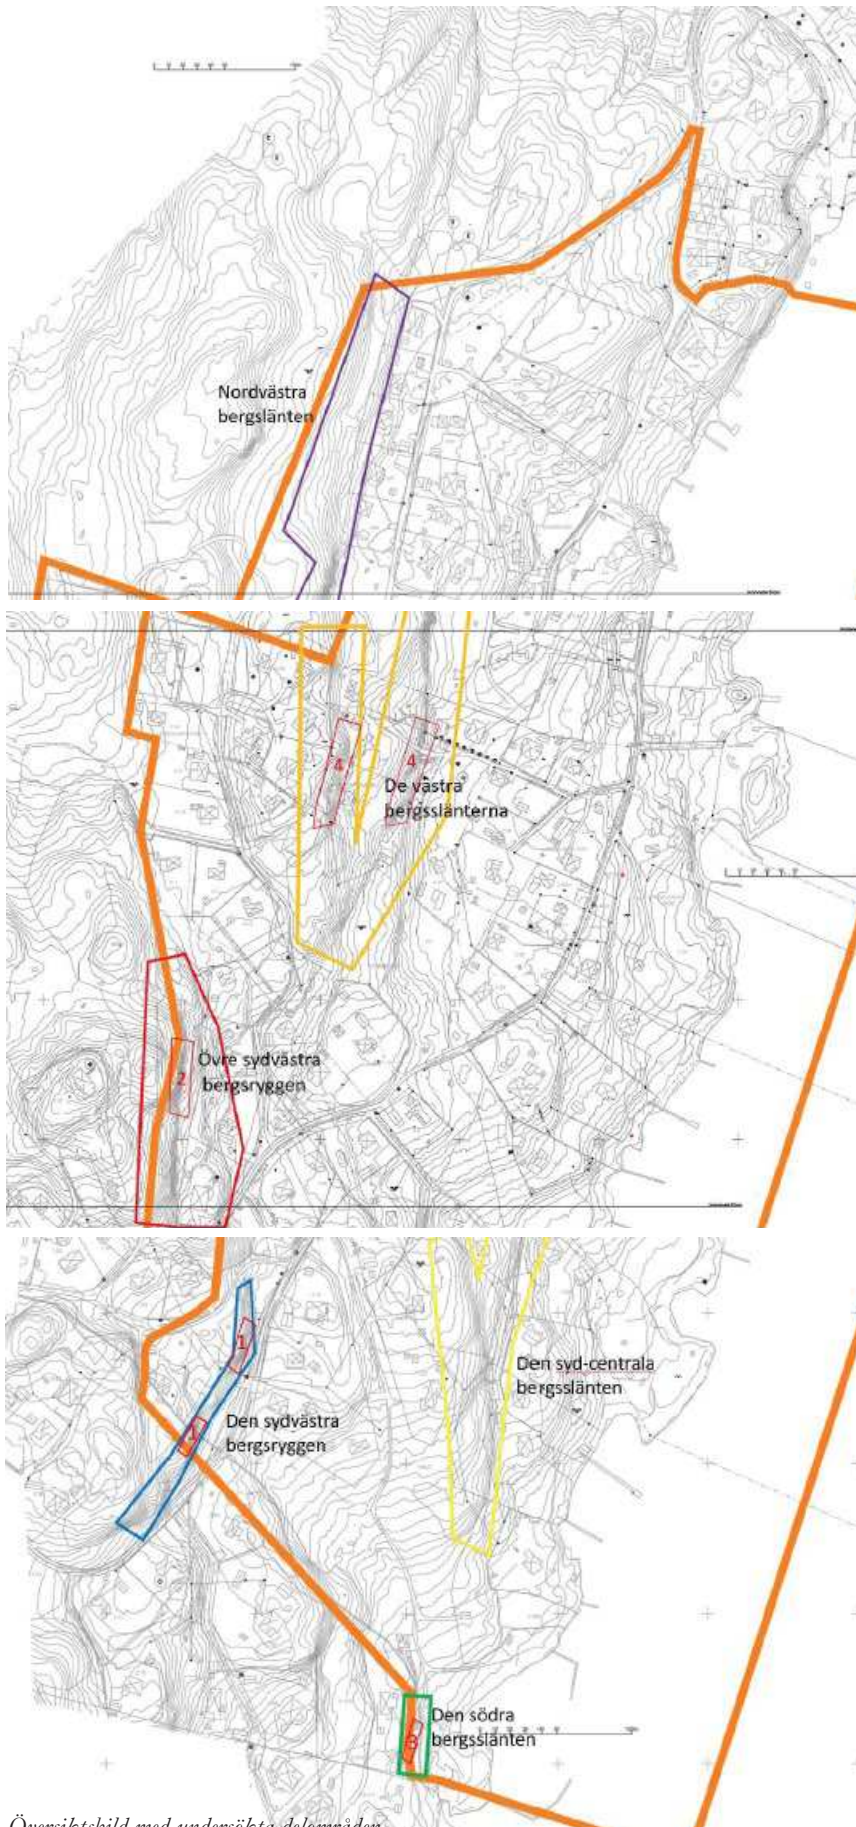 Nordvästra
bergslänten
4
4
De västra
bergsslänterna
Övre sydvästra
bergsryggen
2
1
Den syd-centrala
bergsslänten
Den sydvästra
bergsryggen
1
Den södra
bergsslänten
3
Översiktsbild med undersökta delområden